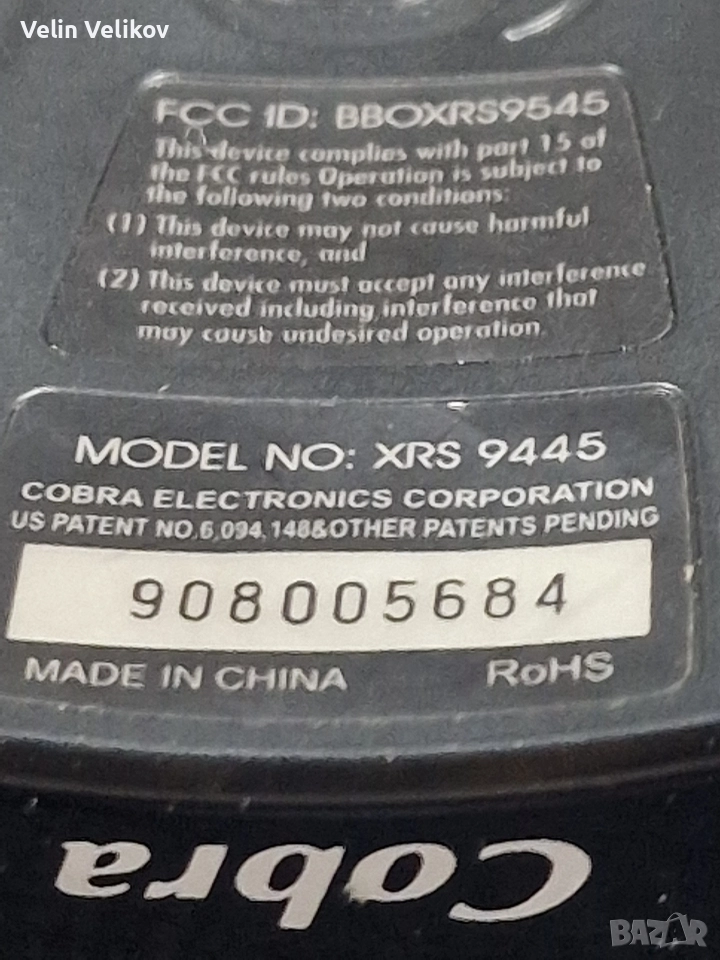 Velin Velikov
FCC ID: BBOXRS9545
This device complies with part 15 of
the FCC rules Operation is subject to
the following two conditions:
(1) This device may not cause harmful
interference, and
(2) This device must accept any interference
received including interference that
may cause undesired operation.
MODEL NO: XRS 9445
COBRA ELECTRONICS CORPORATION
US PATENT NO.6,094,148&OTHER PATENTS PENDING
908005684
MADE IN CHINA RoHS
Cobra
BAZAR